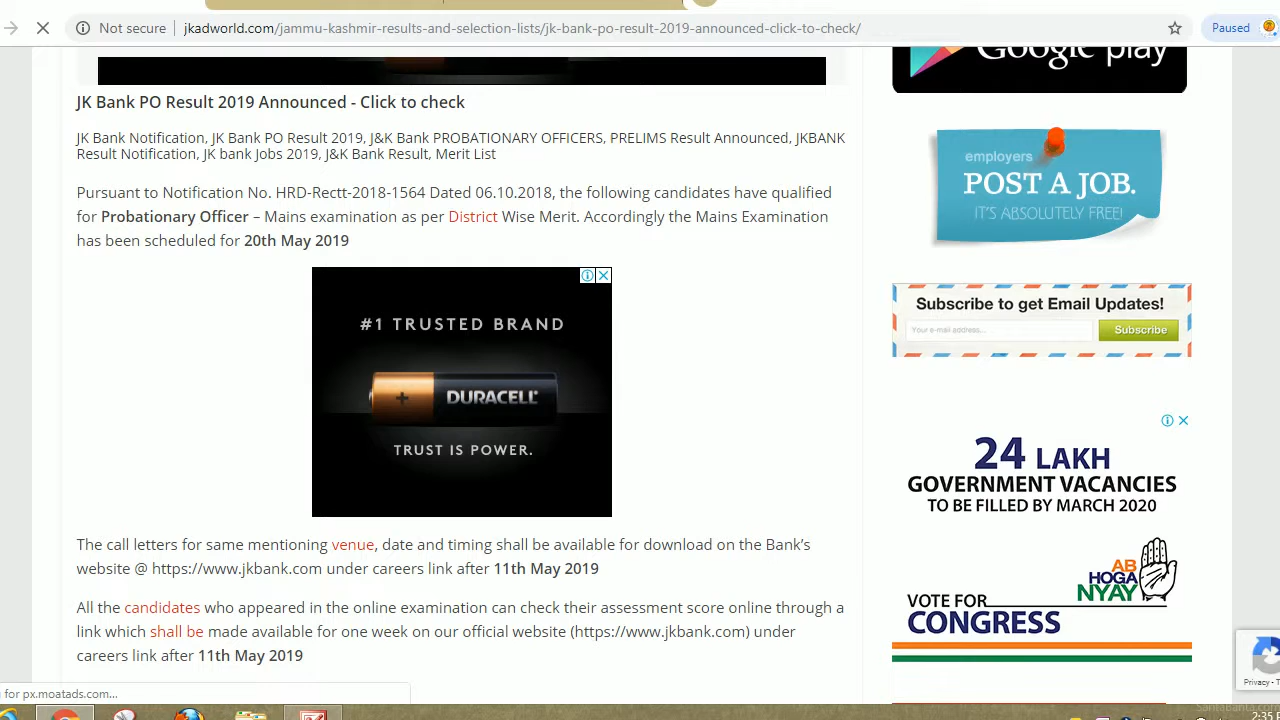 Not secure | jkadworld.com/jammu-kashmir-results-and-selection-lists/jk-bank-po-result-2019-announced-click-to-check/
Paused
Google play
JK Bank PO Result 2019 Announced - Click to check
JK Bank Notification, JK Bank PO Result 2019, J&K Bank PROBATIONARY OFFICERS, PRELIMS Result Announced, JKBANK
Result Notification, JK bank Jobs 2019, J&K Bank Result, Merit List
Pursuant to Notification No. HRD-Rectt-2018-1564 Dated 06.10.2018, the following candidates have qualified
for Probationary Officer – Mains examination as per District Wise Merit. Accordingly the Mains Examination
has been scheduled for 20th May 2019
#1 TRUSTED BRAND
DURACELL
TRUST IS POWER.
The call letters for same mentioning venue, date and timing shall be available for download on the Bank's
website @ https://www.jkbank.com under careers link after 11th May 2019
All the candidates who appeared in the online examination can check their assessment score online through a
link which shall be made available for one week on our official website (https://www.jkbank.com) under
careers link after 11th May 2019
employers
POST A JOB.
IT'S ABSOLUTELY FREE!
Subscribe to get Email Updates!
Your e-mail address...
Subscribe
24 LAKH
GOVERNMENT VACANCIES
TO BE FILLED BY MARCH 2020
AB
HOGA
NYAY
VOTE FOR
CONGRESS
Privacy - T
g for px.moatads.com...
SantaBanta.com
2:36 P